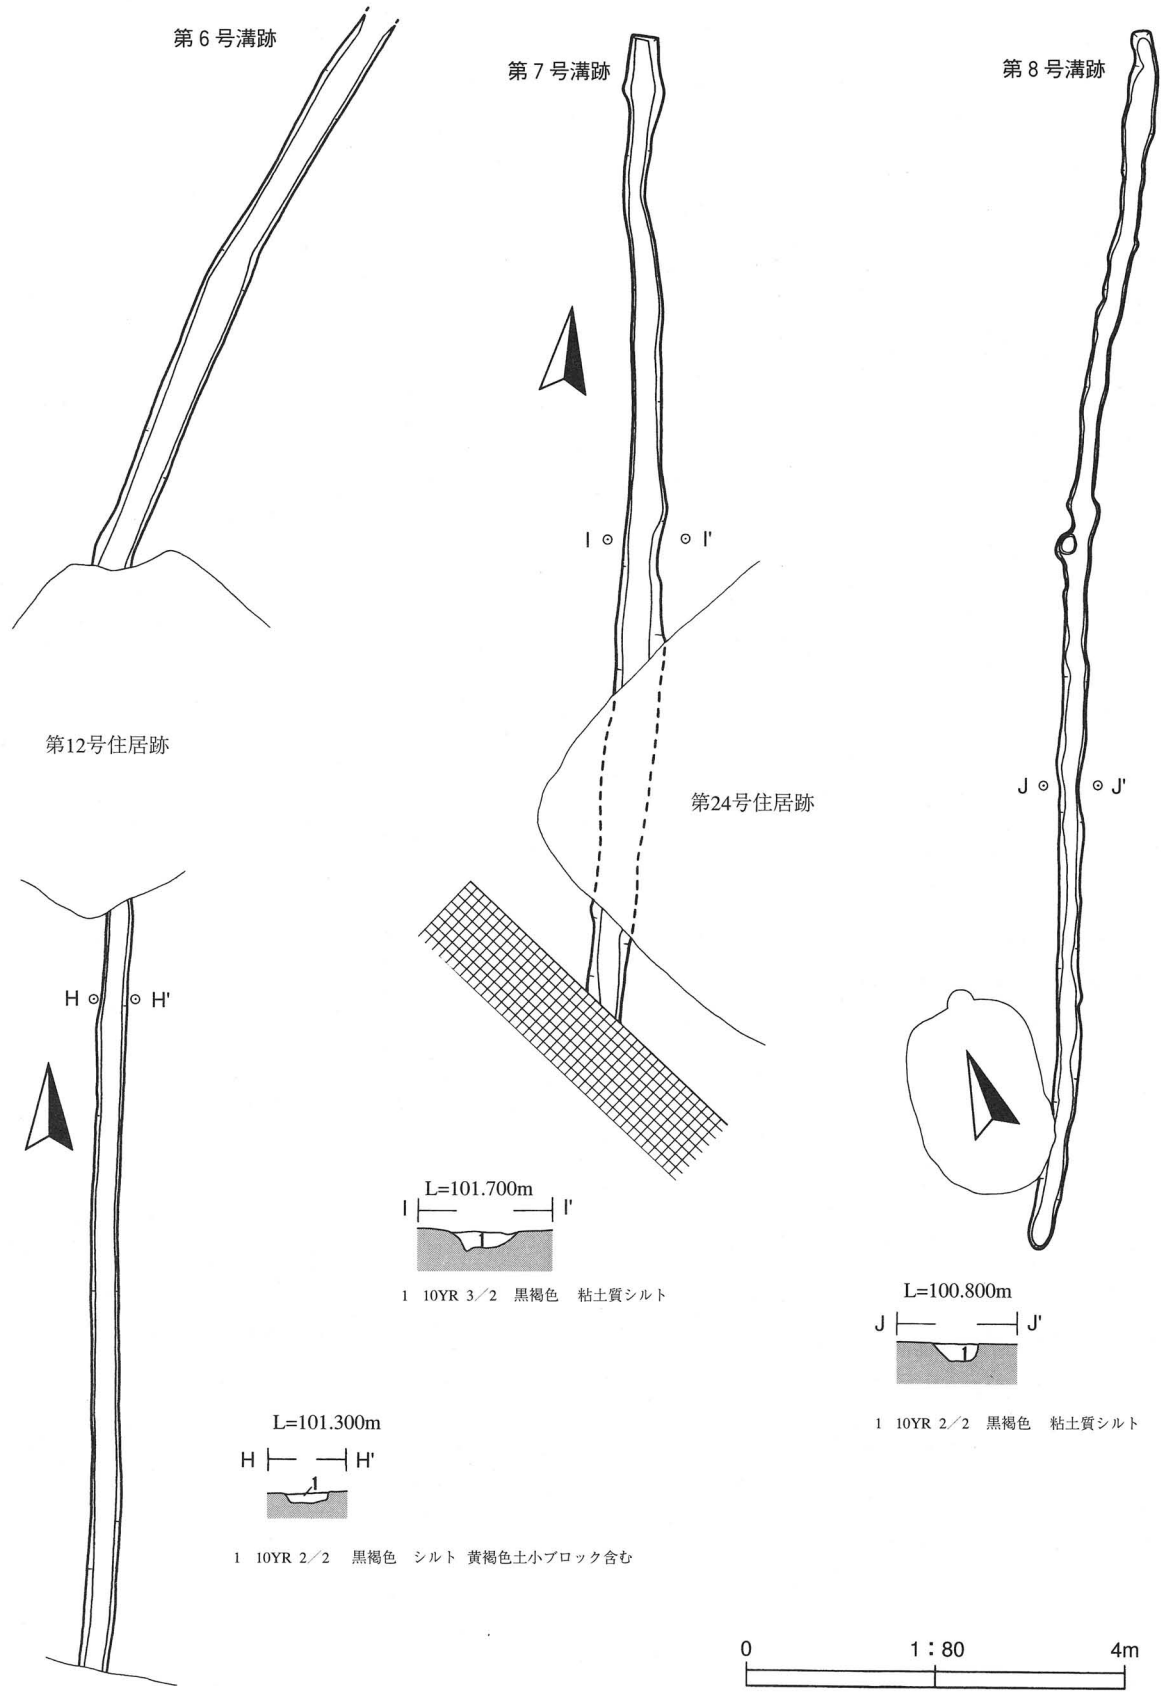 第6号溝跡
第7号溝跡
第8号溝跡
I I'
第12号住居跡
J J'
第24号住居跡
H H'
L=101.700m
I I'
1
1 10YR 3／2 黒褐色 粘土質シルト
L=100.800m
J J'
1
1 10YR 2／2 黒褐色 粘土質シルト
L=101.300m
H H'
1
1 10YR 2／2 黒褐色 シルト 黄褐色土小ブロック含む
0 1：80 4m